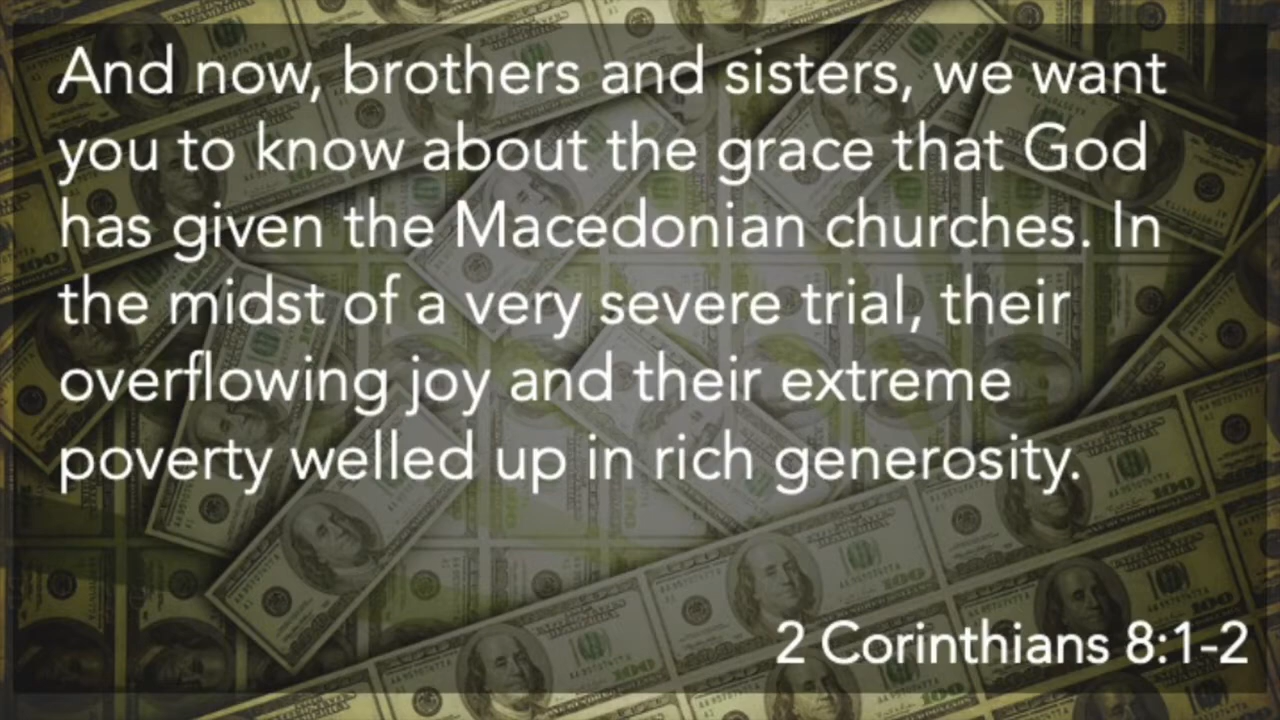 And now, brothers and sisters, we want
you to know about the grace that God
has given the Macedonian churches. In
the midst of a very severe trial, their
overflowing joy and their extreme
poverty welled up in rich generosity.
2 Corinthians 8:1-2